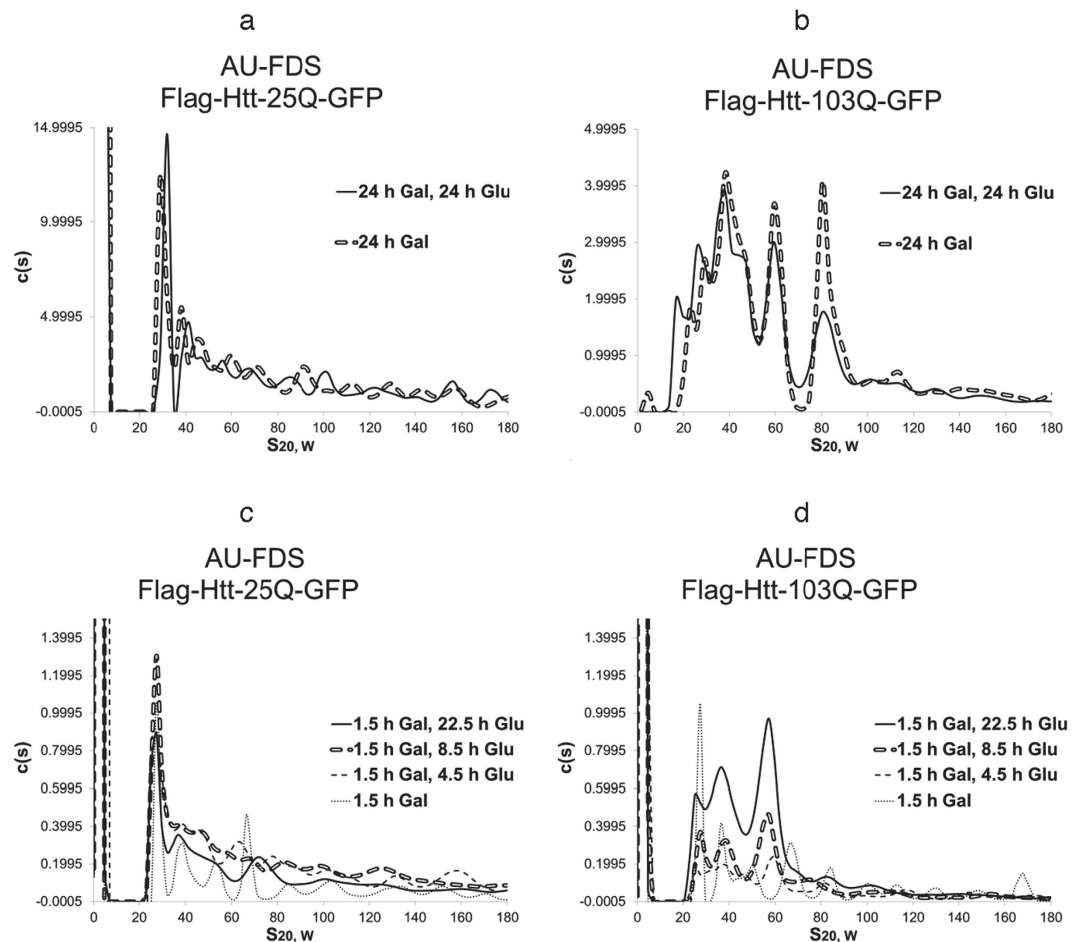 a
AU-FDS
Flag-Htt-25Q-GFP
14.9995
9.9995
4.9995
-0.0005
c(s)
24 h Gal, 24 h Glu
24 h Gal
0 20 40 60 80 100 120 140 160 180
S20, W
b
AU-FDS
Flag-Htt-103Q-GFP
4.9995
3.9995
2.9995
1.9995
0.9995
-0.0005
c(s)
24 h Gal, 24 h Glu
24 h Gal
0 20 40 60 80 100 120 140 160 180
S20, W
c
AU-FDS
Flag-Htt-25Q-GFP
1.3995
1.1995
0.9995
0.7995
0.5995
0.3995
0.1995
-0.0005
c(s)
1.5 h Gal, 22.5 h Glu
1.5 h Gal, 8.5 h Glu
1.5 h Gal, 4.5 h Glu
1.5 h Gal
0 20 40 60 80 100 120 140 160 180
S20, W
d
AU-FDS
Flag-Htt-103Q-GFP
1.3995
1.1995
0.9995
0.7995
0.5995
0.3995
0.1995
-0.0005
c(s)
1.5 h Gal, 22.5 h Glu
1.5 h Gal, 8.5 h Glu
1.5 h Gal, 4.5 h Glu
1.5 h Gal
0 20 40 60 80 100 120 140 160 180
S20, W